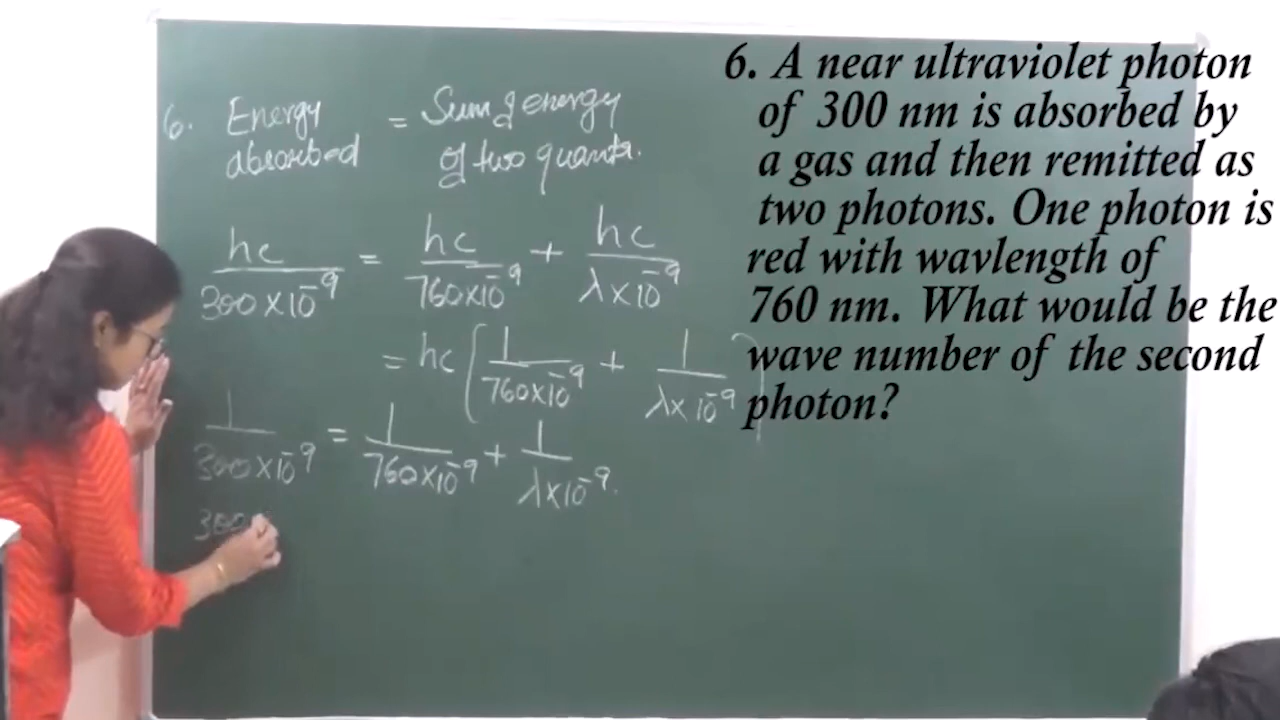 6. Energy absorbed = Sum of energy of two quanta.
hc / 300 × 10⁻⁹ = hc / 760×10⁻⁹ + hc / λ × 10⁻⁹
= hc [ 1 / 760×10⁻⁹ + 1 / λ× 10⁻⁹ )
1 / 300×10⁻⁹ = 1 / 760×10⁻⁹ + 1 / λ×10⁻⁹.
300
6. A near ultraviolet photon
of 300 nm is absorbed by
a gas and then remitted as
two photons. One photon is
red with wavlength of
760 nm. What would be the
wave number of the second
photon?